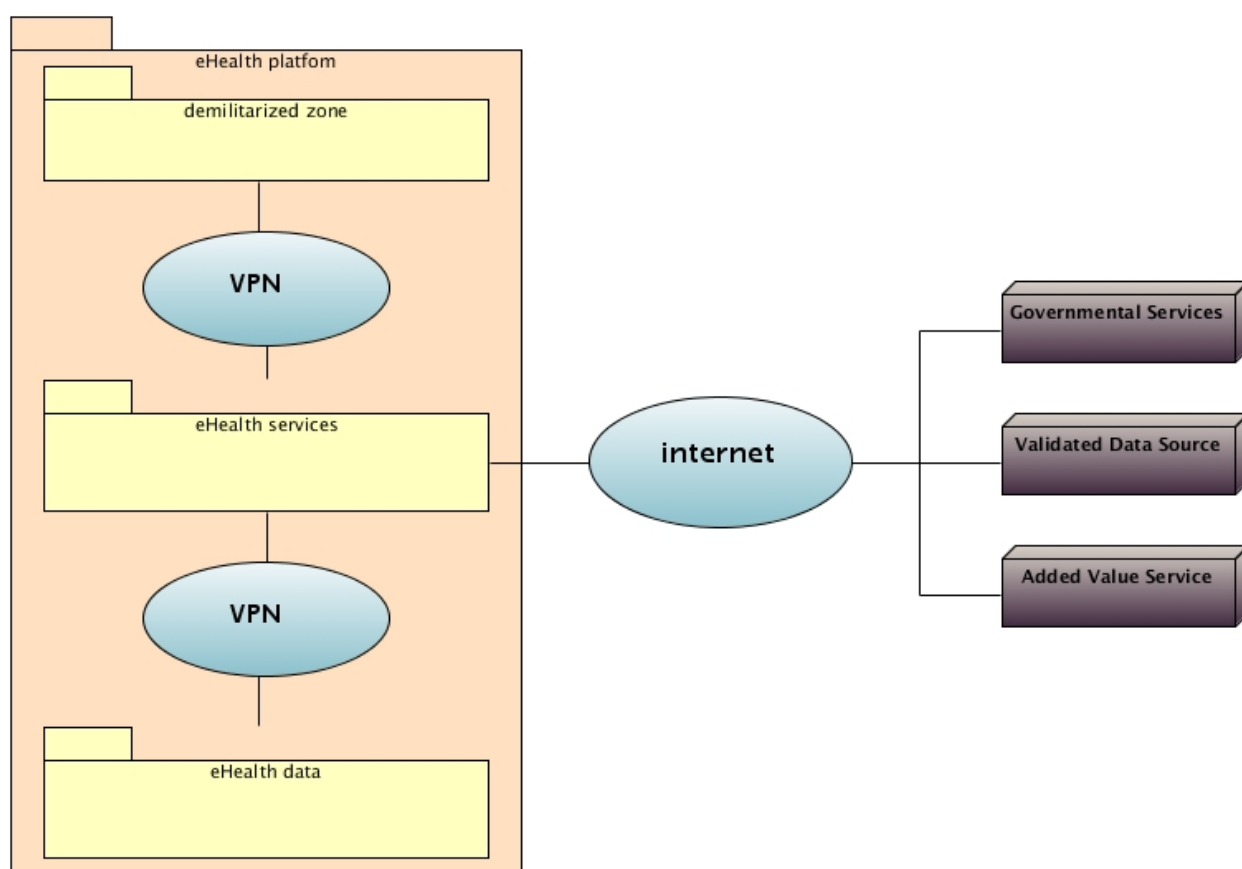 eHealth platfom
demilitarized zone
VPN
eHealth services
VPN
eHealth data
internet
Governmental Services
Validated Data Source
Added Value Service